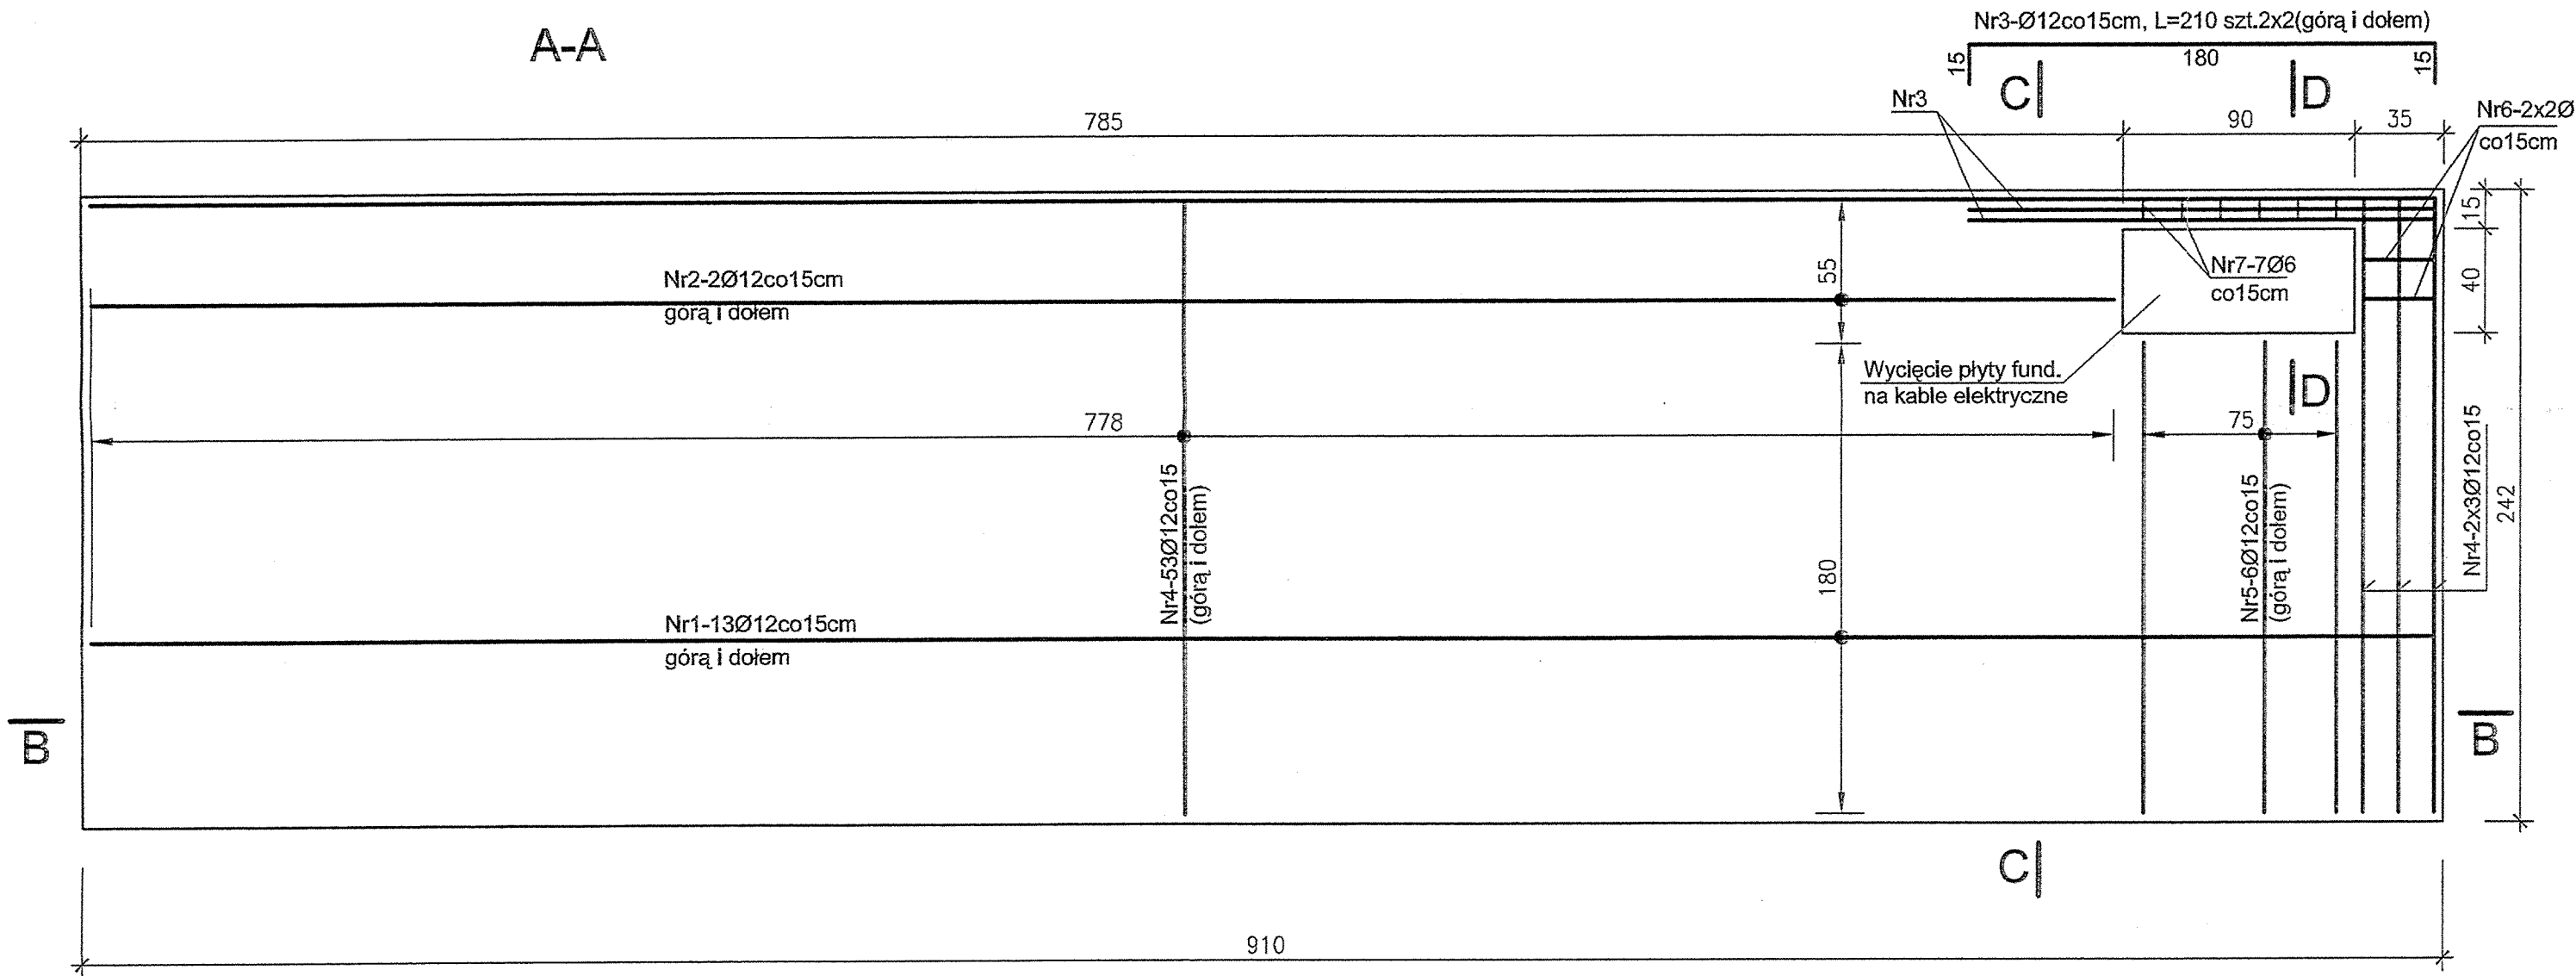 A-A
Nr3-Ø12co15cm, L=210 szt.2x2(górą i dołem)
15
180
15
C
D
Nr3
Nr6-2x2Ø
co15cm
785
90
35
15
40
242
55
Nr7-7Ø6
co15cm
Nr2-2Ø12co15cm
górą i dołem
Wycięcie płyty fund.
na kable elektryczne
D
778
75
Nr4-53Ø12co15
(górą i dołem)
180
Nr5-6Ø12co15
(górą i dołem)
Nr4-2x3Ø12co15
Nr1-13Ø12co15cm
górą i dołem
B
B
C
910